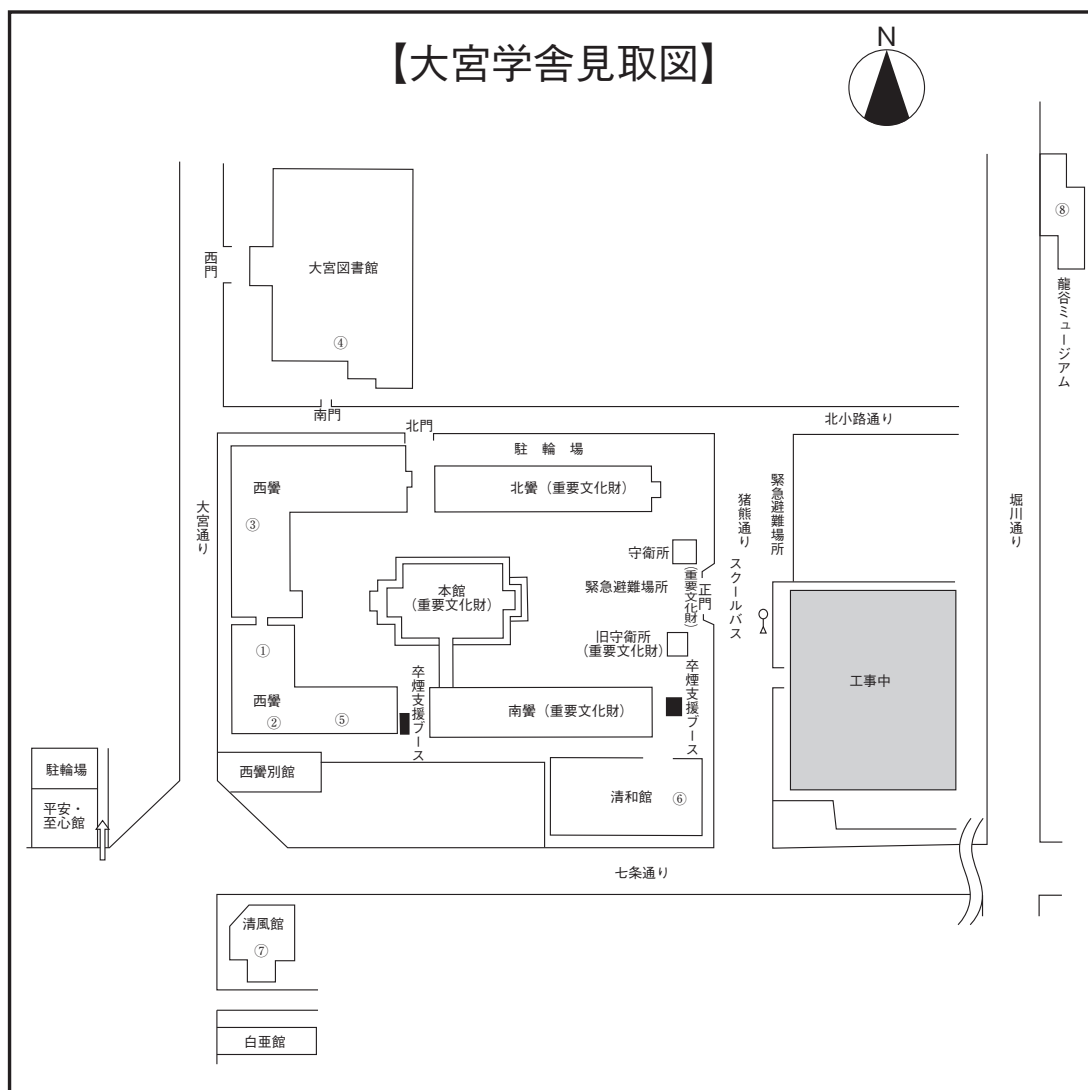 【大宮学舎見取図】
N
⑧
西門
大宮図書館
龍谷ミュージアム
④
南門
北小路通り
北門
駐輪場
西黌
北黌（重要文化財）
大宮通り
③
猪熊通り
緊急避難場所
堀川通り
守衛所
スクールバス
本館
（重要文化財）
緊急避難場所
正門
（重要文化財）
旧守衛所
（重要文化財）
①
卒煙支援ブース
卒煙支援ブース
工事中
西黌
②
⑤
南黌（重要文化財）
駐輪場
西黌別館
平安・
至心館
清和館
⑥
七条通り
清風館
⑦
白亜館